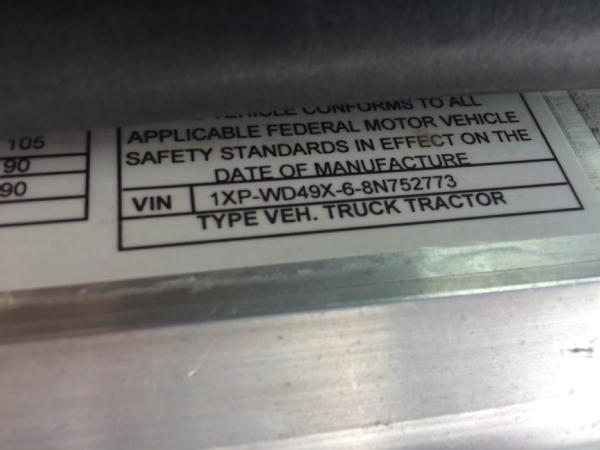 VEHICLE CONFORMS TO ALL
APPLICABLE FEDERAL MOTOR VEHICLE
SAFETY STANDARDS IN EFFECT ON THE
DATE OF MANUFACTURE
VIN 1XP-WD49X-6-8N752773
TYPE VEH. TRUCK TRACTOR
105
90
90